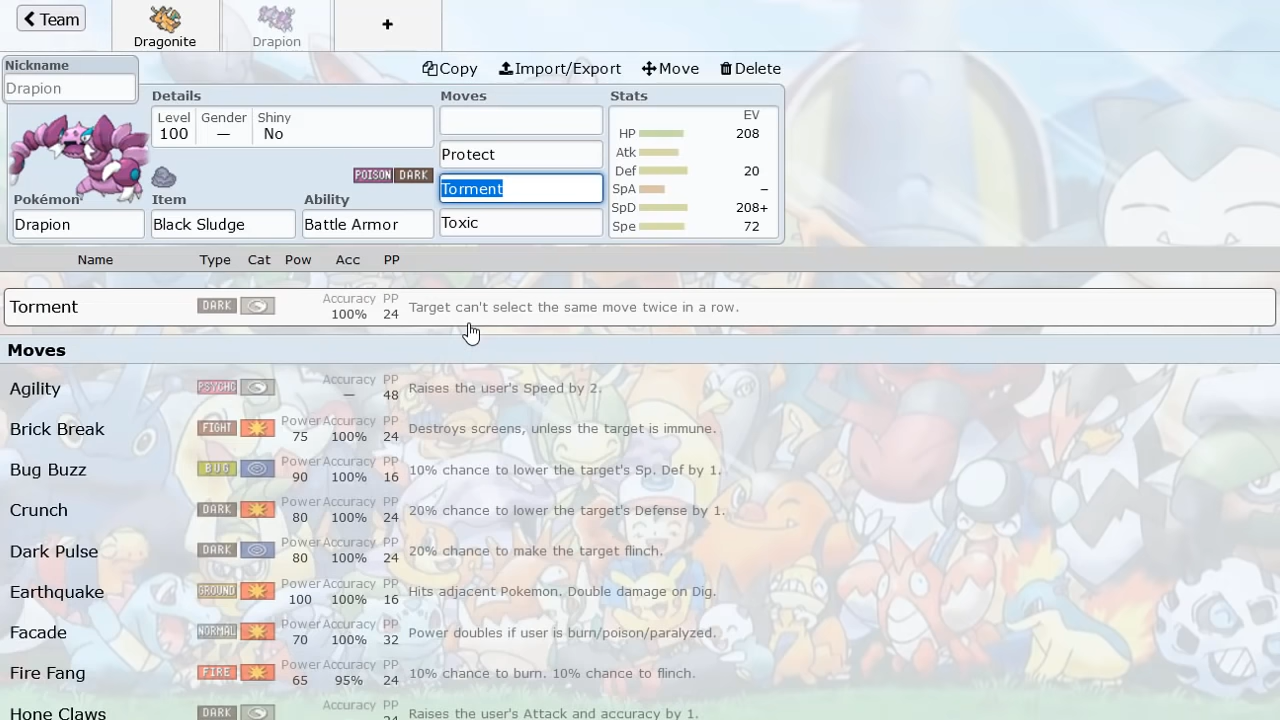 Team
Dragonite
Drapion
+
Nickname
Drapion
Copy Import/Export Move Delete
Details
Level Gender Shiny
100 — No
POISON DARK
Pokémon Item Ability
Drapion Black Sludge Battle Armor
Moves
Protect
Torment
Toxic
Stats
EV
HP 208
Atk
Def 20
SpA –
SpD 208+
Spe 72
Name Type Cat Pow Acc PP
Torment DARK Accuracy 100% PP 24 Target can't select the same move twice in a row.
Moves
Agility PSYCHC Accuracy — PP 48 Raises the user's Speed by 2.
Brick Break FIGHT Power 75 Accuracy 100% PP 24 Destroys screens, unless the target is immune.
Bug Buzz BUG Power 90 Accuracy 100% PP 16 10% chance to lower the target's Sp. Def by 1.
Crunch DARK Power 80 Accuracy 100% PP 24 20% chance to lower the target's Defense by 1.
Dark Pulse DARK Power 80 Accuracy 100% PP 24 20% chance to make the target flinch.
Earthquake GROUND Power 100 Accuracy 100% PP 16 Hits adjacent Pokemon. Double damage on Dig.
Facade NORMAL Power 70 Accuracy 100% PP 32 Power doubles if user is burn/poison/paralyzed.
Fire Fang FIRE Power 65 Accuracy 95% PP 24 10% chance to burn. 10% chance to flinch.
Hone Claws DARK Accuracy PP 24 Raises the user's Attack and accuracy by 1.